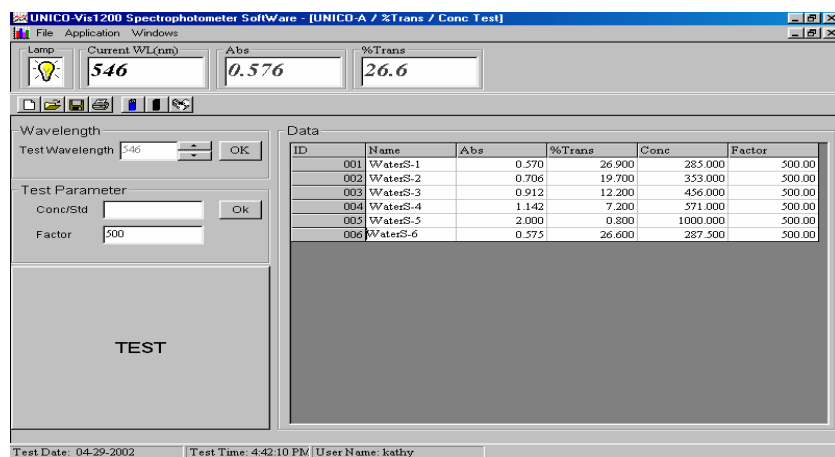 UNICO-Vis1200 Spectrophotometer SoftWare - [UNICO-A / %Trans / Conc Test]
File Application Windows
Lamp Current WL(nm) Abs %Trans
546 0.576 26.6
Wavelength
Test Wavelength 546 OK
Test Parameter
Conc/Std Ok
Factor 500
TEST
Data
ID Name Abs %Trans Conc Factor
001 WaterS-1 0.570 26.900 285.000 500.00
002 WaterS-2 0.706 19.700 353.000 500.00
003 WaterS-3 0.912 12.200 456.000 500.00
004 WaterS-4 1.142 7.200 571.000 500.00
005 WaterS-5 2.000 0.800 1000.000 500.00
006 WaterS-6 0.575 26.600 287.500 500.00
Test Date: 04-29-2002 Test Time: 4:42:10 PM User Name: kathy